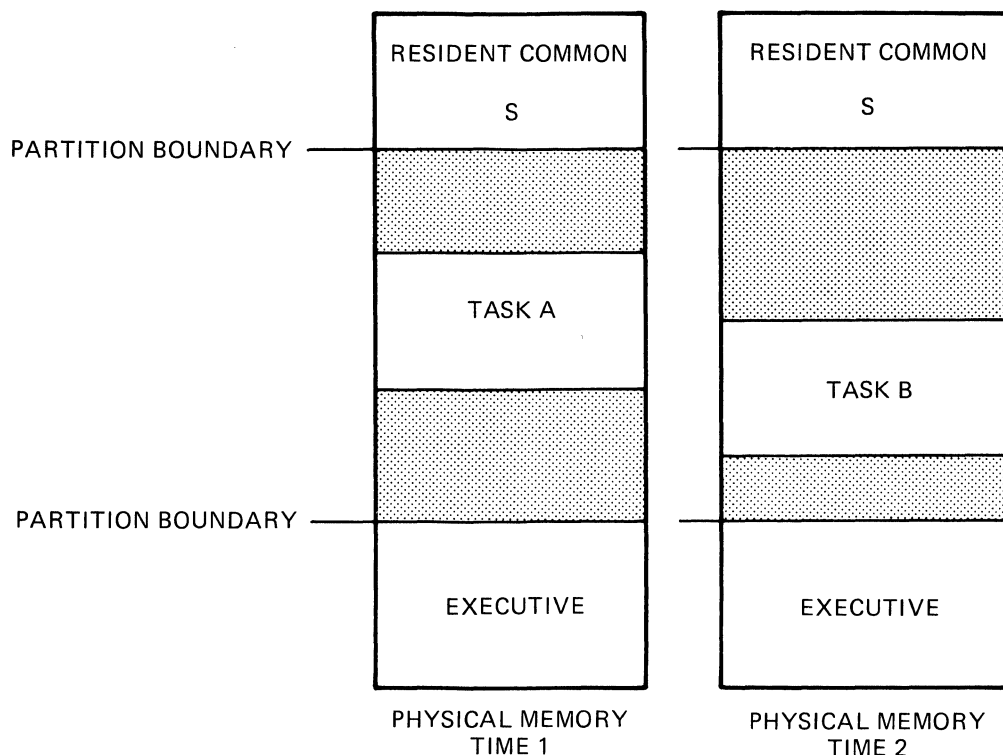 RESIDENT COMMON
S
RESIDENT COMMON
S
PARTITION BOUNDARY
TASK A
TASK B
PARTITION BOUNDARY
EXECUTIVE
EXECUTIVE
PHYSICAL MEMORY
TIME 1
PHYSICAL MEMORY
TIME 2